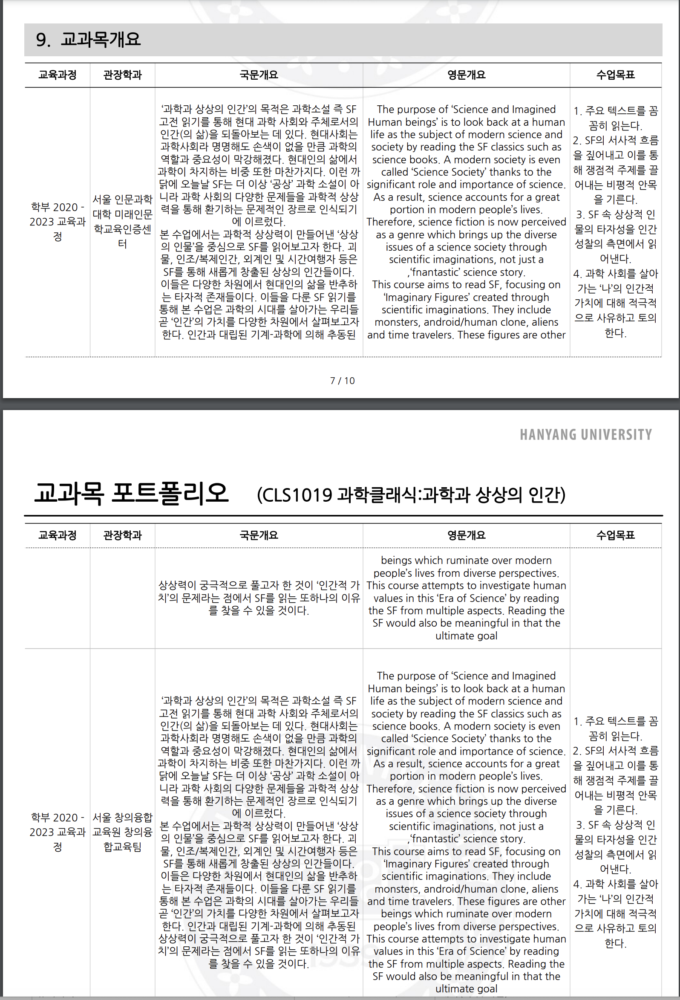 9. 교과목개요
교육과정 관장학과 국문개요 영문개요 수업목표
학부 2020 -
2023 교육과
정
서울 인문과학
대학 미래인문
학교육인증센
터
‘과학과 상상의 인간’의 목적은 과학소설 즉 SF
고전 읽기를 통해 현대 과학 사회와 주체로서의
인간(의 삶)을 되돌아보는 데 있다. 현대사회는
과학사회라 명명해도 손색이 없을 만큼 과학의
역할과 중요성이 막강해졌다. 현대인의 삶에서
과학이 차지하는 비중 또한 마찬가지다. 이런 까
닭에 오늘날 SF는 더 이상 ‘공상’ 과학 소설이 아
니라 과학 사회의 다양한 문제들을 과학적 상상
력을 통해 환기하는 문제적인 장르로 인식되기
에 이르렀다.
본 수업에서는 과학적 상상력이 만들어낸 ‘상상
의 인물’을 중심으로 SF를 읽어보고자 한다. 괴
물, 인조/복제인간, 외계인 및 시간여행자 등은
SF를 통해 새롭게 창출된 상상의 인간들이다.
이들은 다양한 차원에서 현대인의 삶을 반추하
는 타자적 존재들이다. 이들을 다룬 SF 읽기를
통해 본 수업은 과학의 시대를 살아가는 우리들
곧 ‘인간’의 가치를 다양한 차원에서 살펴보고자
한다. 인간과 대립된 기계-과학에 의해 추동된
The purpose of ‘Science and Imagined
Human beings’ is to look back at a human
life as the subject of modern science and
society by reading the SF classics such as
science books. A modern society is even
called ‘Science Society’ thanks to the
significant role and importance of science.
As a result, science accounts for a great
portion in modern people’s lives.
Therefore, science fiction is now perceived
as a genre which brings up the diverse
issues of a science society through
scientific imaginations, not just a
,‘fnantastic’ science story.
This course aims to read SF, focusing on
‘Imaginary Figures’ created through
scientific imaginations. They include
monsters, android/human clone, aliens
and time travelers. These figures are other
1. 주요 텍스트를 꼼
꼼히 읽는다.
2. SF의 서사적 흐름
을 짚어내고 이를 통
해 쟁점적 주제를 끌
어내는 비평적 안목
을 기른다.
3. SF 속 상상적 인
물의 타자성을 인간
성찰의 측면에서 읽
어낸다.
4. 과학 사회를 살아
가는 ‘나’의 인간적
가치에 대해 적극적
으로 사유하고 토의
한다.
7 / 10
HANYANG UNIVERSITY
교과목 포트폴리오 (CLS1019 과학클래식:과학과 상상의 인간)
교육과정 관장학과 국문개요 영문개요 수업목표
상상력이 궁극적으로 풀고자 한 것이 ‘인간적 가
치’의 문제라는 점에서 SF를 읽는 또하나의 이유
를 찾을 수 있을 것이다.
beings which ruminate over modern
people’s lives from diverse perspectives.
This course attempts to investigate human
values in this ‘Era of Science’ by reading
the SF from multiple aspects. Reading the
SF would also be meaningful in that the
ultimate goal
학부 2020 -
2023 교육과
정
서울 창의융합
교육원 창의융
합교육팀
‘과학과 상상의 인간’의 목적은 과학소설 즉 SF
고전 읽기를 통해 현대 과학 사회와 주체로서의
인간(의 삶)을 되돌아보는 데 있다. 현대사회는
과학사회라 명명해도 손색이 없을 만큼 과학의
역할과 중요성이 막강해졌다. 현대인의 삶에서
과학이 차지하는 비중 또한 마찬가지다. 이런 까
닭에 오늘날 SF는 더 이상 ‘공상’ 과학 소설이 아
니라 과학 사회의 다양한 문제들을 과학적 상상
력을 통해 환기하는 문제적인 장르로 인식되기
에 이르렀다.
본 수업에서는 과학적 상상력이 만들어낸 ‘상상
의 인물’을 중심으로 SF를 읽어보고자 한다. 괴
물, 인조/복제인간, 외계인 및 시간여행자 등은
SF를 통해 새롭게 창출된 상상의 인간들이다.
이들은 다양한 차원에서 현대인의 삶을 반추하
는 타자적 존재들이다. 이들을 다룬 SF 읽기를
통해 본 수업은 과학의 시대를 살아가는 우리들
곧 ‘인간’의 가치를 다양한 차원에서 살펴보고자
한다. 인간과 대립된 기계-과학에 의해 추동된
상상력이 궁극적으로 풀고자 한 것이 ‘인간적 가
치’의 문제라는 점에서 SF를 읽는 또하나의 이유
를 찾을 수 있을 것이다.
The purpose of ‘Science and Imagined
Human beings’ is to look back at a human
life as the subject of modern science and
society by reading the SF classics such as
science books. A modern society is even
called ‘Science Society’ thanks to the
significant role and importance of science.
As a result, science accounts for a great
portion in modern people’s lives.
Therefore, science fiction is now perceived
as a genre which brings up the diverse
issues of a science society through
scientific imaginations, not just a
,‘fnantastic’ science story.
This course aims to read SF, focusing on
‘Imaginary Figures’ created through
scientific imaginations. They include
monsters, android/human clone, aliens
and time travelers. These figures are other
beings which ruminate over modern
people’s lives from diverse perspectives.
This course attempts to investigate human
values in this ‘Era of Science’ by reading
the SF from multiple aspects. Reading the
SF would also be meaningful in that the
ultimate goal
1. 주요 텍스트를 꼼
꼼히 읽는다.
2. SF의 서사적 흐름
을 짚어내고 이를 통
해 쟁점적 주제를 끌
어내는 비평적 안목
을 기른다.
3. SF 속 상상적 인
물의 타자성을 인간
성찰의 측면에서 읽
어낸다.
4. 과학 사회를 살아
가는 ‘나’의 인간적
가치에 대해 적극적
으로 사유하고 토의
한다.
1939